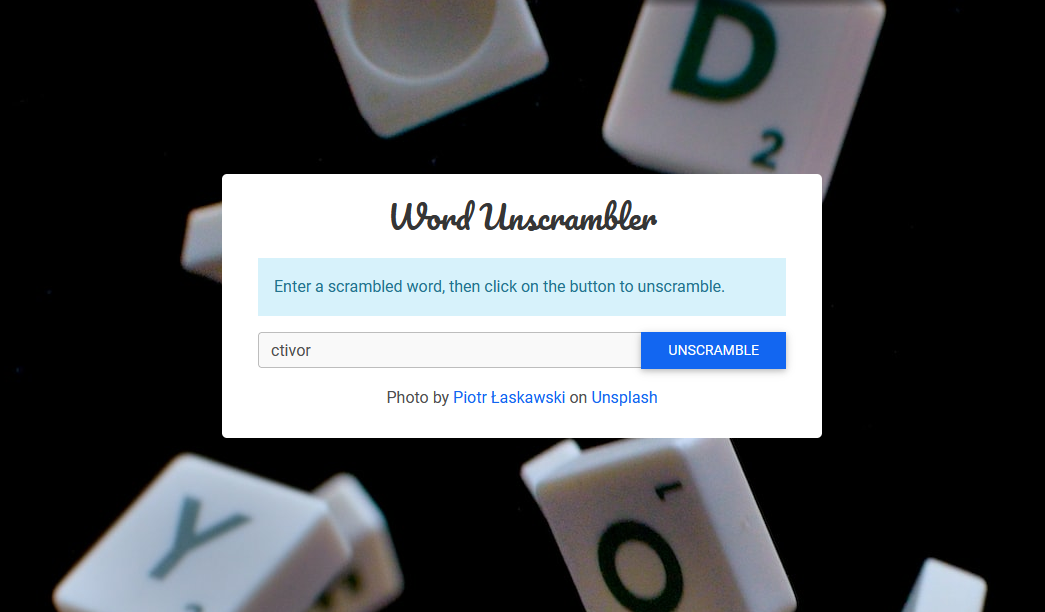 D
2
Word Unscrambler
Enter a scrambled word, then click on the button to unscramble.
ctivor
UNSCRAMBLE
Photo by Piotr Łaskawski on Unsplash
Y
1
O